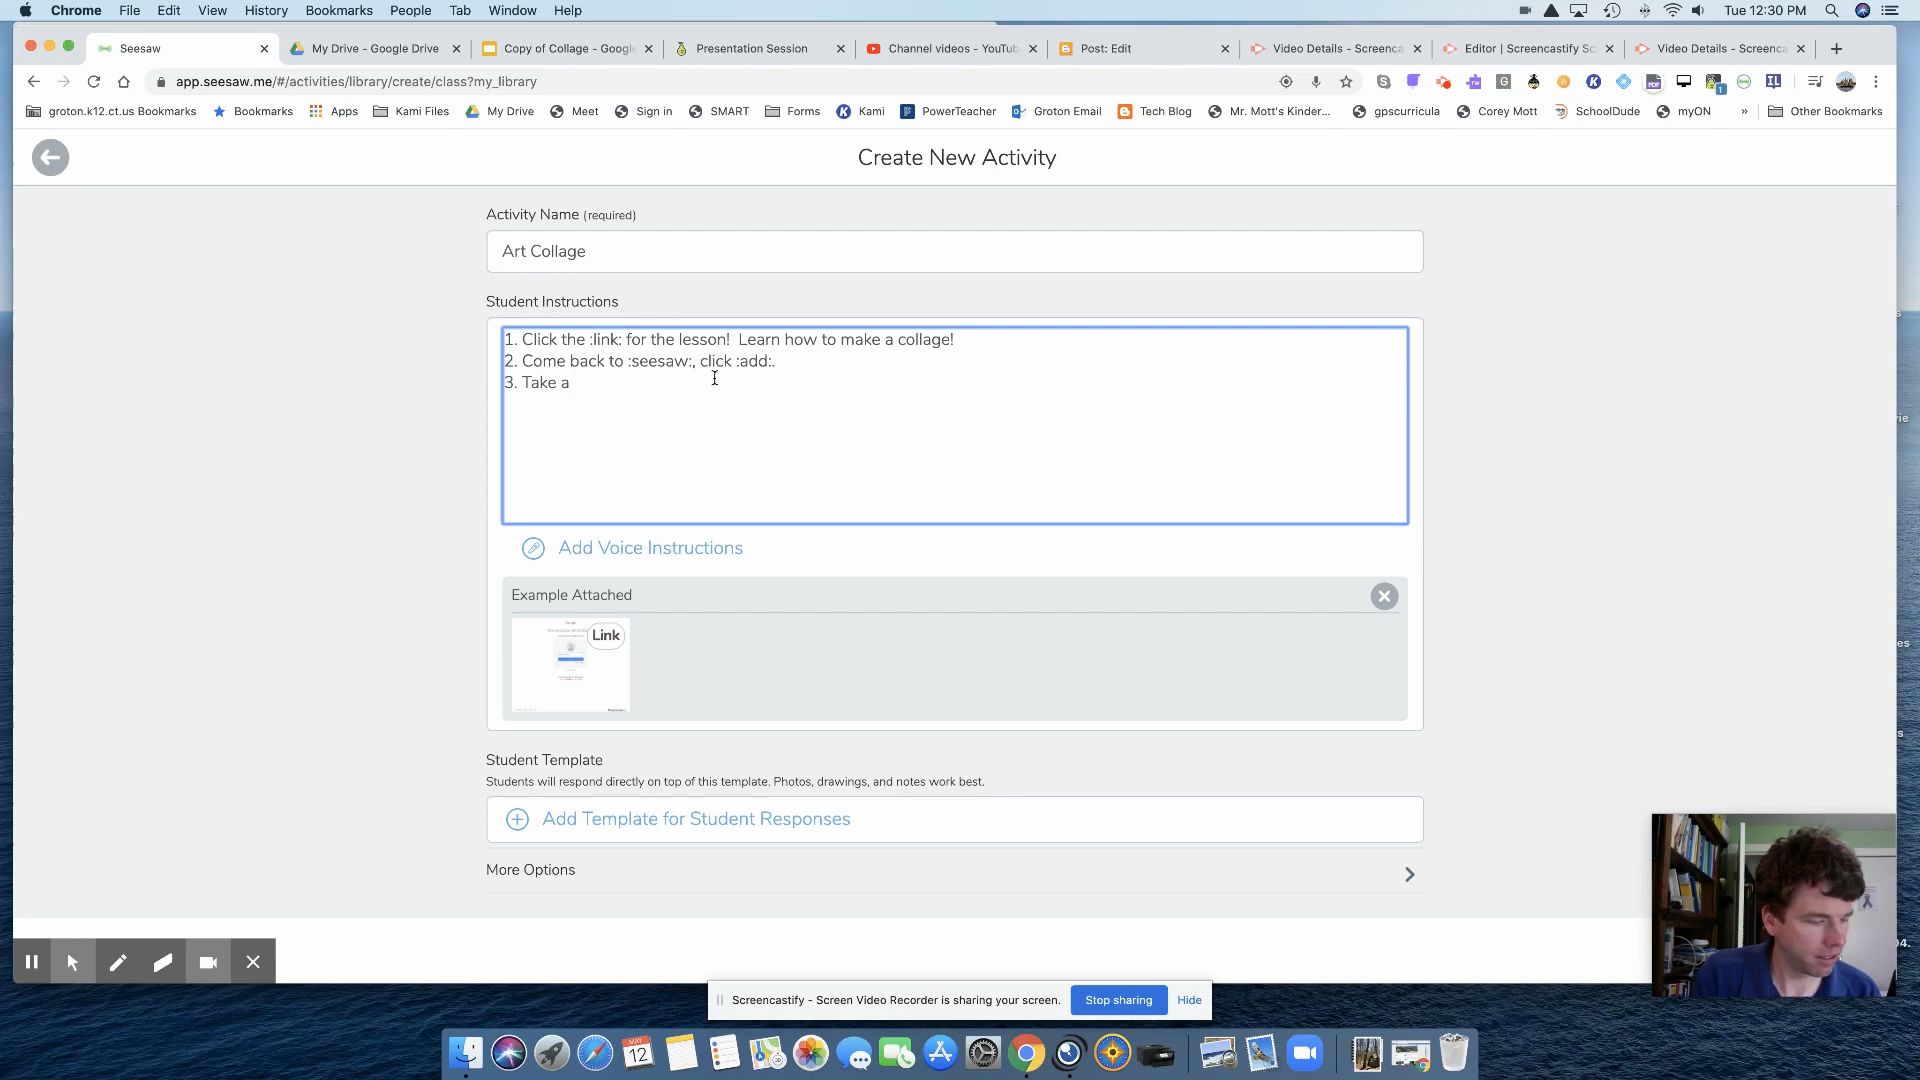 Chrome File Edit View History Bookmarks People Tab Window Help Tue 12:30 PM
Seesaw My Drive - Google Drive Copy of Collage - Google Presentation Session Channel videos - YouTub Post: Edit Video Details - Screenca Editor | Screencastify Sc Video Details - Screenca
app.seesaw.me/#/activities/library/create/class?my_library
groton.k12.ct.us Bookmarks Bookmarks Apps Kami Files My Drive Meet Sign in SMART Forms Kami PowerTeacher Groton Email Tech Blog Mr. Mott's Kinder... gpscurricula Corey Mott SchoolDude myON » Other Bookmarks
Create New Activity
Activity Name (required)
Art Collage
Student Instructions
1. Click the :link: for the lesson!  Learn how to make a collage!
2. Come back to :seesaw:, click :add:.
3. Take a
Add Voice Instructions
Example Attached
Link
Student Template
Students will respond directly on top of this template. Photos, drawings, and notes work best.
Add Template for Student Responses
More Options
Screencastify - Screen Video Recorder is sharing your screen. Stop sharing Hide
MAY
12